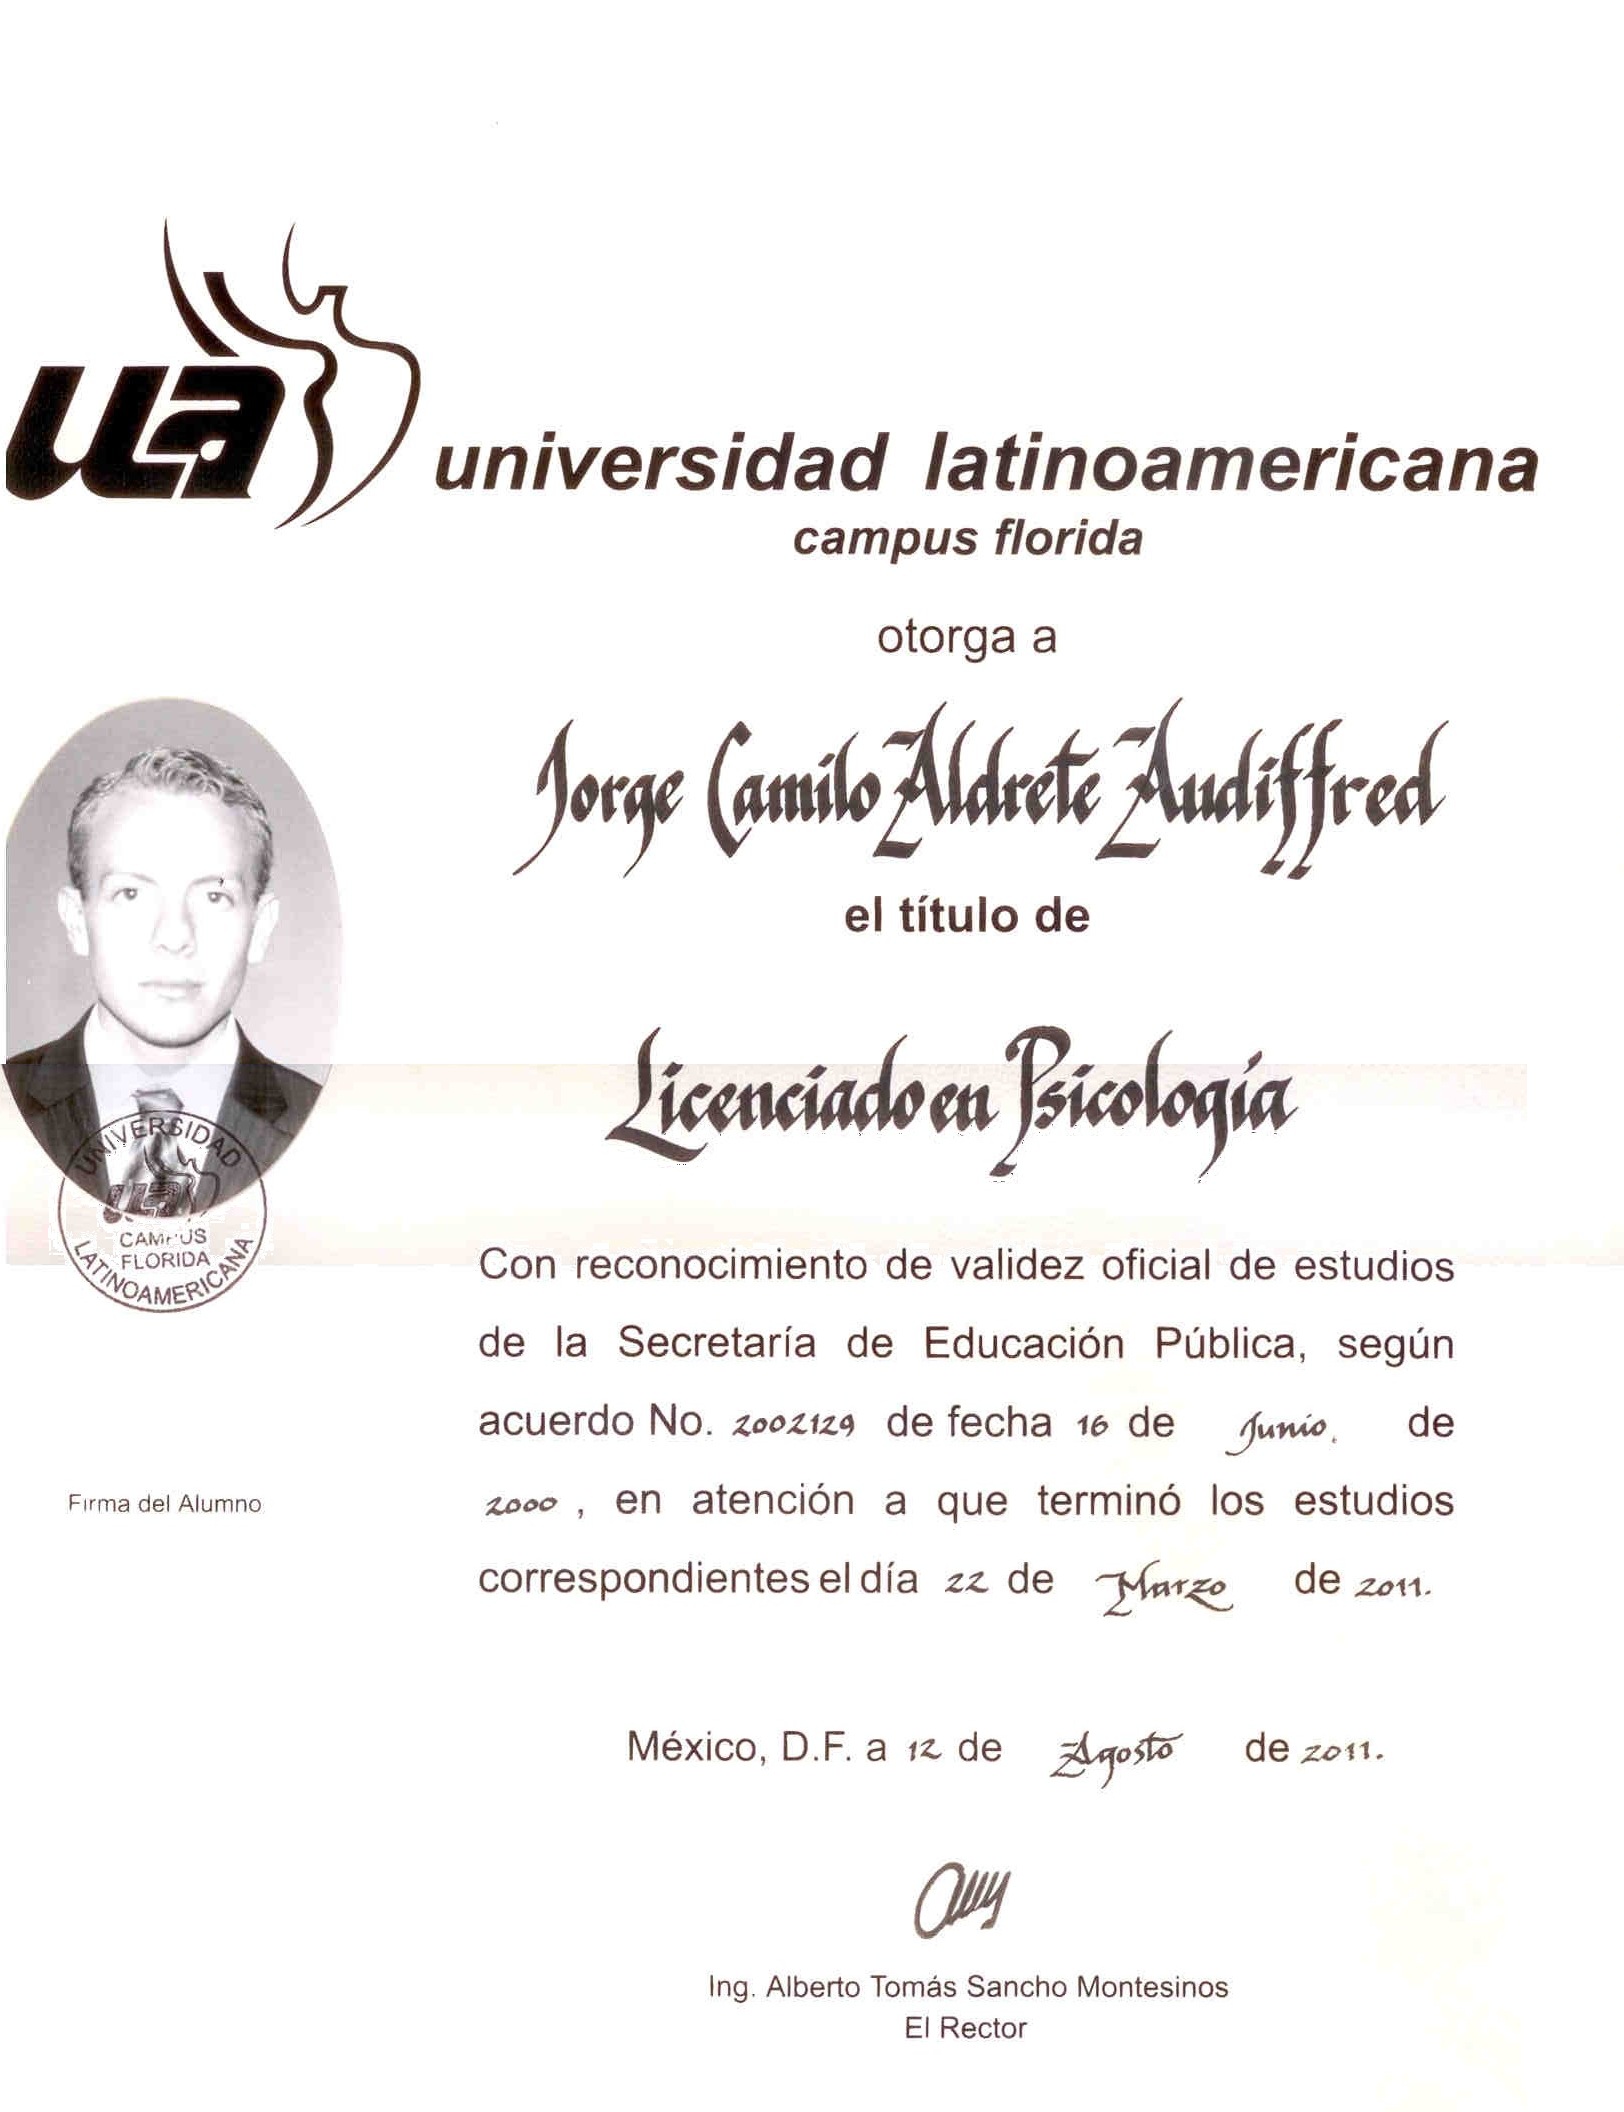 ula
universidad latinoamericana
campus florida
otorga a
Jorge Camilo Aldrete Audiffred
el título de
Licenciado en Psicología
UNIVERSIDAD
ula
CAMPUS
FLORIDA
LATINOAMERICANA
Con reconocimiento de validez oficial de estudios
de la Secretaría de Educación Pública, según
acuerdo No. 2002129 de fecha 16 de Junio. de
2000, en atención a que terminó los estudios
correspondientes el día 22 de Marzo de 2011.
Firma del Alumno
México, D.F. a 12 de Agosto de 2011.
Ing. Alberto Tomás Sancho Montesinos
El Rector